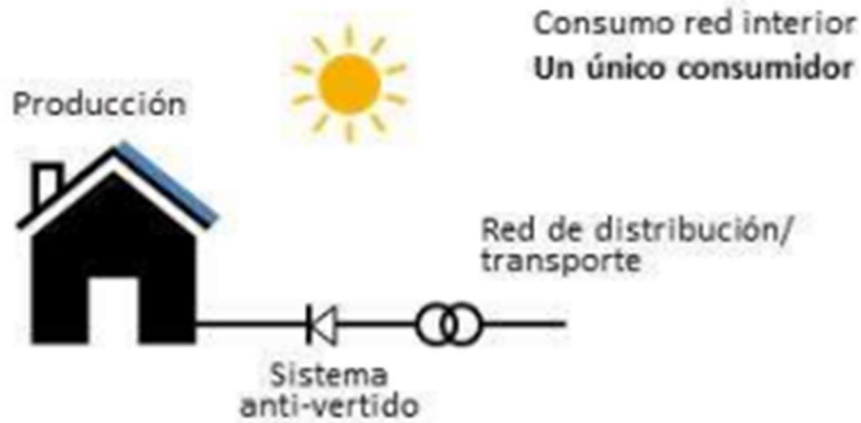 Consumo red interior
Un único consumidor
Producción
Red de distribución/
transporte
Sistema
anti-vertido